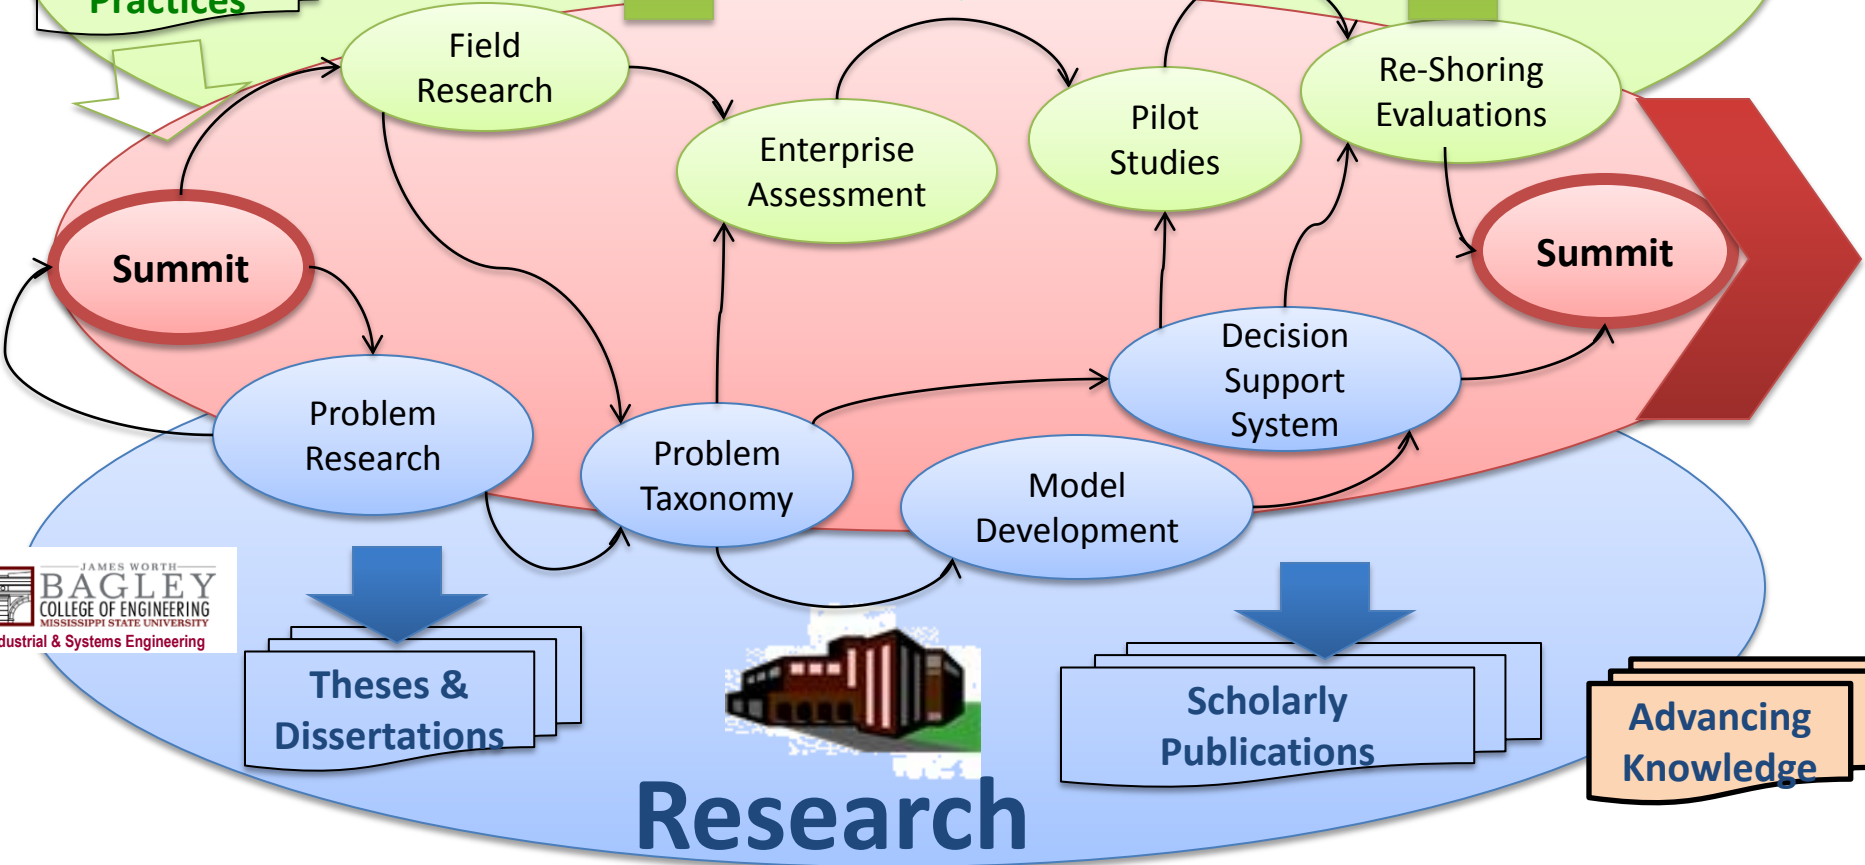 Practices
Field
Research
Re-Shoring
Evaluations
Pilot
Studies
Enterprise
Assessment
Summit
Summit
Decision
Support
System
Problem
Research
Problem
Taxonomy
Model
Development
JAMES WORTH
BAGLEY
COLLEGE OF ENGINEERING
MISSISSIPPI STATE UNIVERSITY
dustrial & Systems Engineering
Theses &
Dissertations
Scholarly
Publications
Advancing
Knowledge
Research